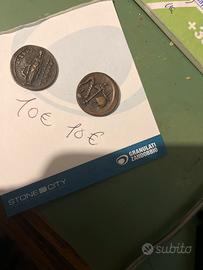 10€
10€
STONE CITY
GRANULATI
ZANDOBBIO
subito